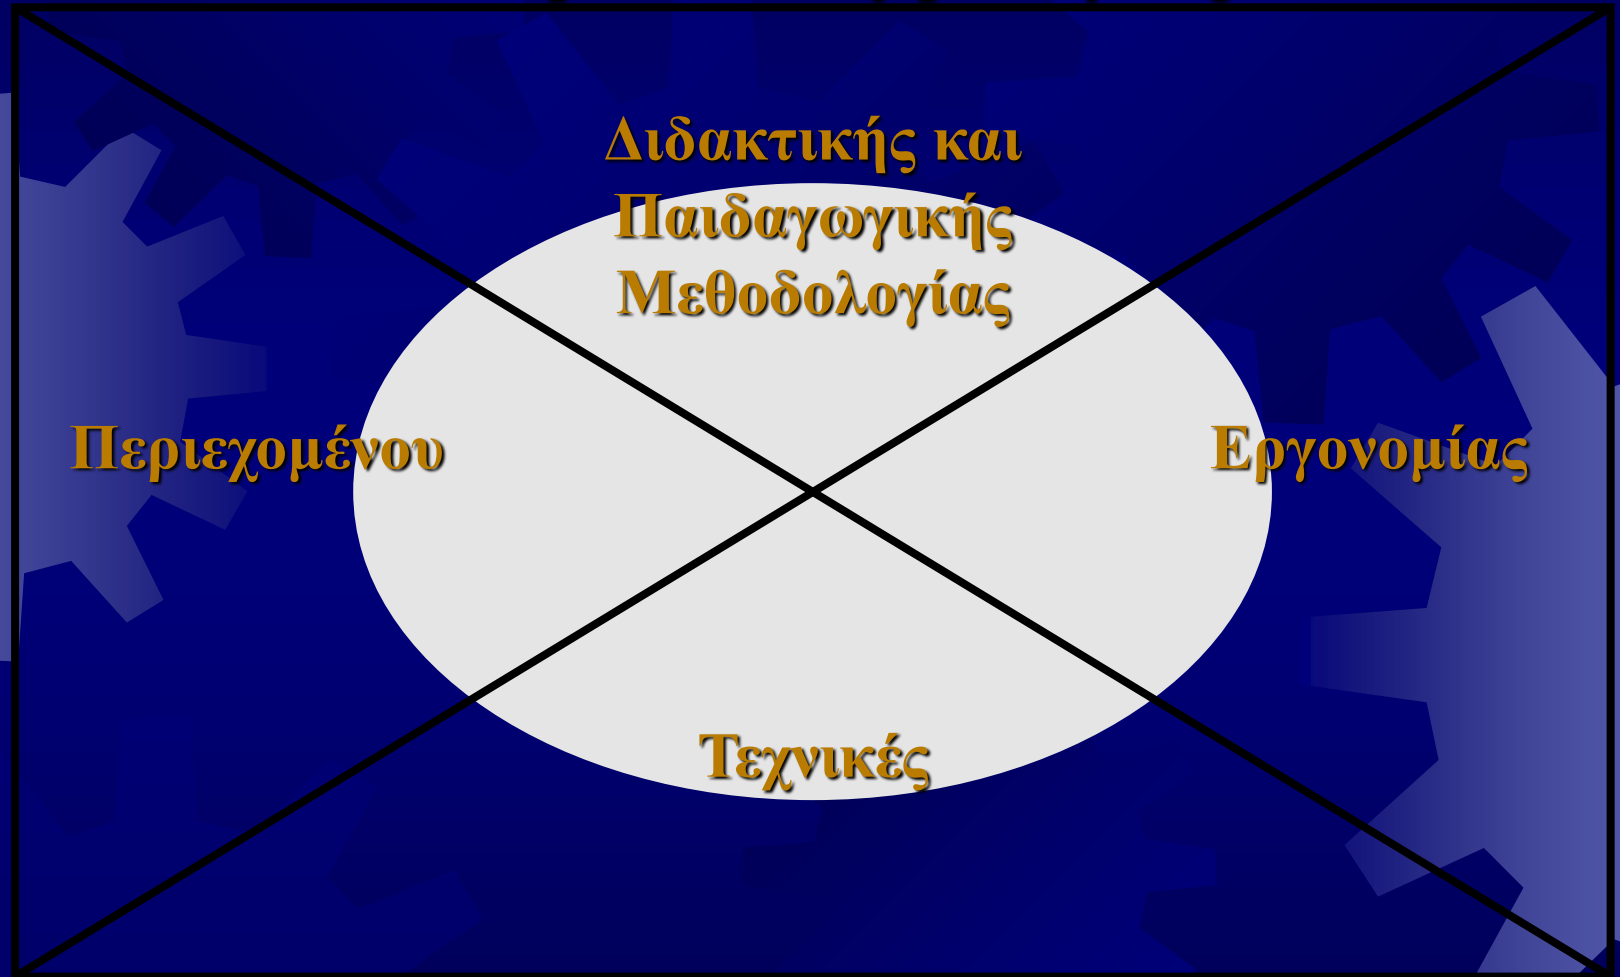 Διδακτικής και
Παιδαγωγικής
Μεθοδολογίας
Περιεχομένου
Εργονομίας
Τεχνικές